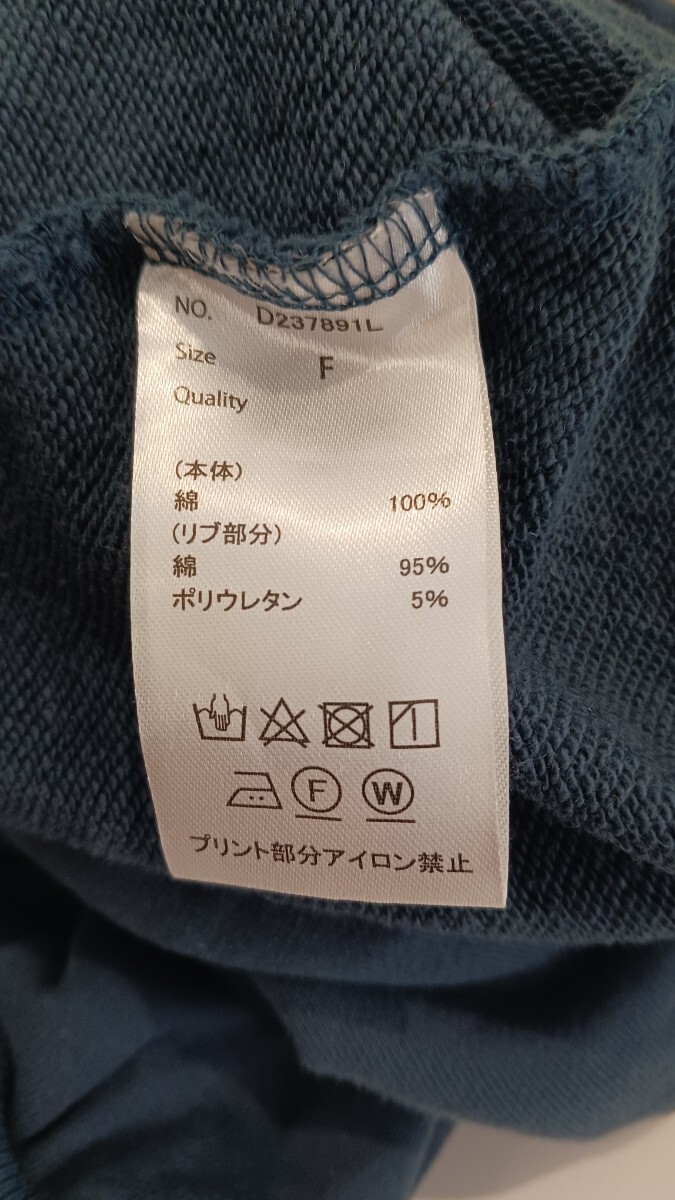 NO. D237891L
Size F
Quality
(本体)
綿 100%
(リブ部分)
綿 95%
ポリウレタン 5%
F W
プリント部分アイロン禁止